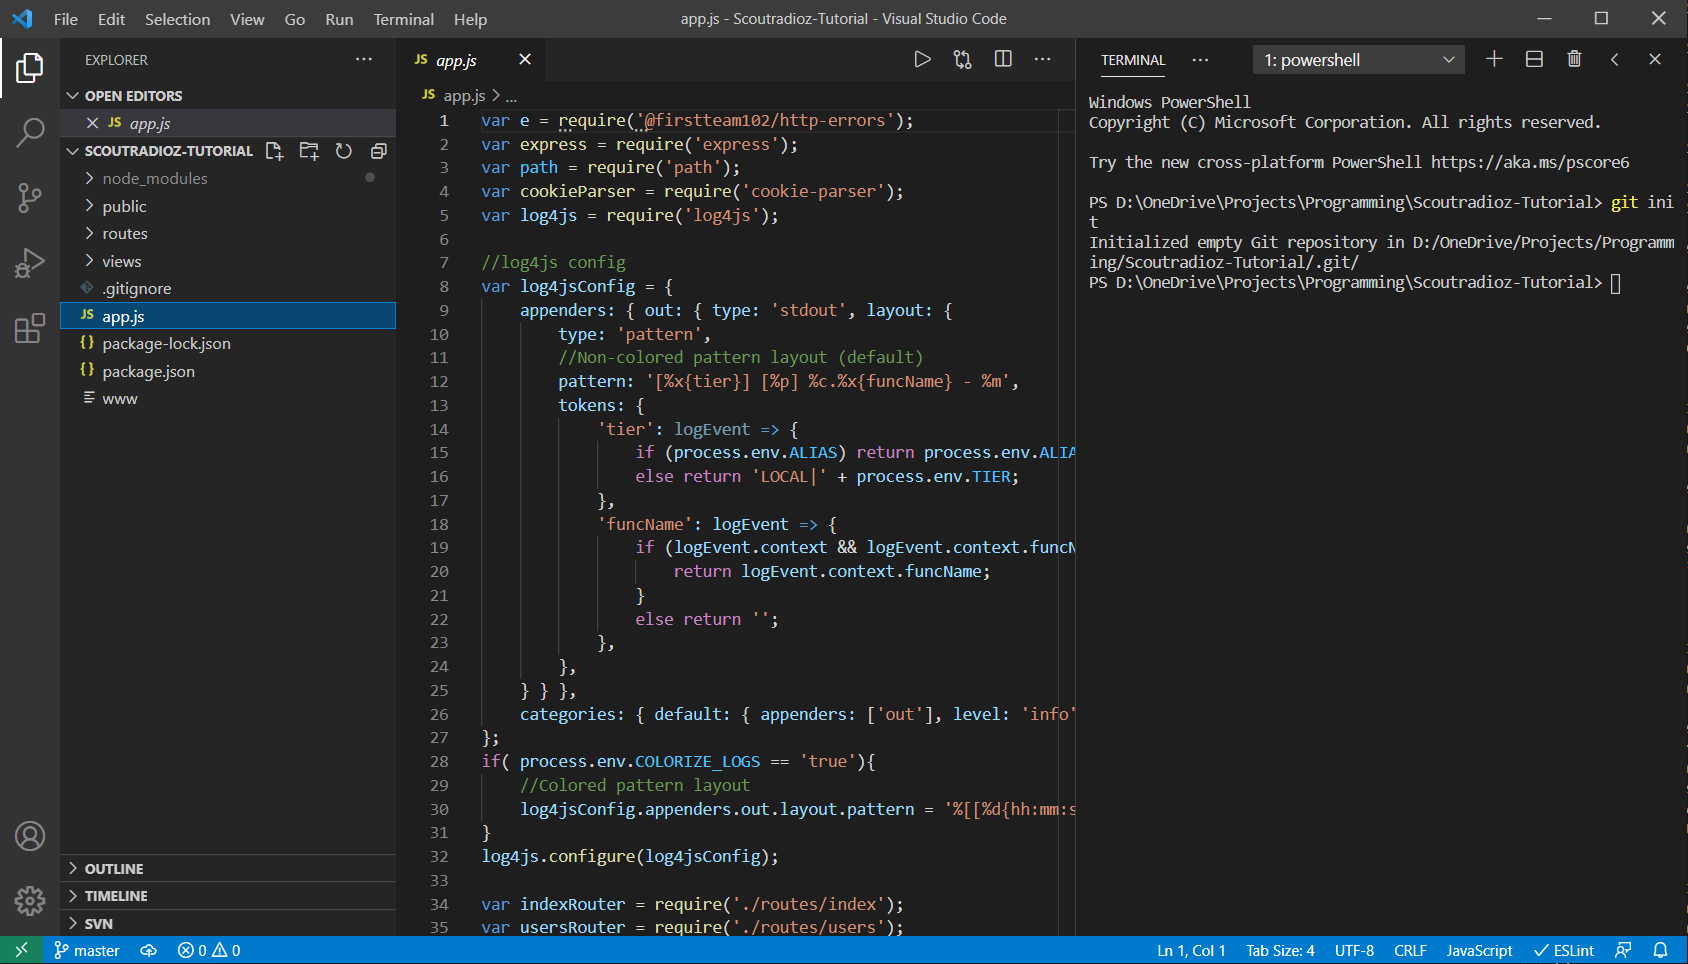 File Edit Selection View Go Run Terminal Help
app.js - Scoutradioz-Tutorial - Visual Studio Code
EXPLORER
OPEN EDITORS
JS app.js
SCOUTRADIOZ-TUTORIAL
node_modules
public
routes
views
.gitignore
JS app.js
{} package-lock.json
{} package.json
www
OUTLINE
TIMELINE
SVN
JS app.js
JS app.js > ...
1 var e = require('@firstteam102/http-errors');
2 var express = require('express');
3 var path = require('path');
4 var cookieParser = require('cookie-parser');
5 var log4js = require('log4js');
6
7 //log4js config
8 var log4jsConfig = {
9 appenders: { out: { type: 'stdout', layout: {
10 type: 'pattern',
11 //Non-colored pattern layout (default)
12 pattern: '[%x{tier}] [%p] %c.%x{funcName} - %m',
13 tokens: {
14 'tier': logEvent => {
15 if (process.env.ALIAS) return process.env.ALIA
16 else return 'LOCAL|' + process.env.TIER;
17 },
18 'funcName': logEvent => {
19 if (logEvent.context && logEvent.context.funcN
20 return logEvent.context.funcName;
21 }
22 else return '';
23 },
24 },
25 } } },
26 categories: { default: { appenders: ['out'], level: 'info'
27 };
28 if( process.env.COLORIZE_LOGS == 'true'){
29 //Colored pattern layout
30 log4jsConfig.appenders.out.layout.pattern = '%[[%d{hh:mm:s
31 }
32 log4js.configure(log4jsConfig);
33
34 var indexRouter = require('./routes/index');
35 var usersRouter = require('./routes/users');
TERMINAL
1: powershell
Windows PowerShell
Copyright (C) Microsoft Corporation. All rights reserved.
Try the new cross-platform PowerShell https://aka.ms/pscore6
PS D:\OneDrive\Projects\Programming\Scoutradioz-Tutorial> git ini
t
Initialized empty Git repository in D:/OneDrive/Projects/Programm
ing/Scoutradioz-Tutorial/.git/
PS D:\OneDrive\Projects\Programming\Scoutradioz-Tutorial>
master 0 0
Ln 1, Col 1 Tab Size: 4 UTF-8 CRLF JavaScript ESLint